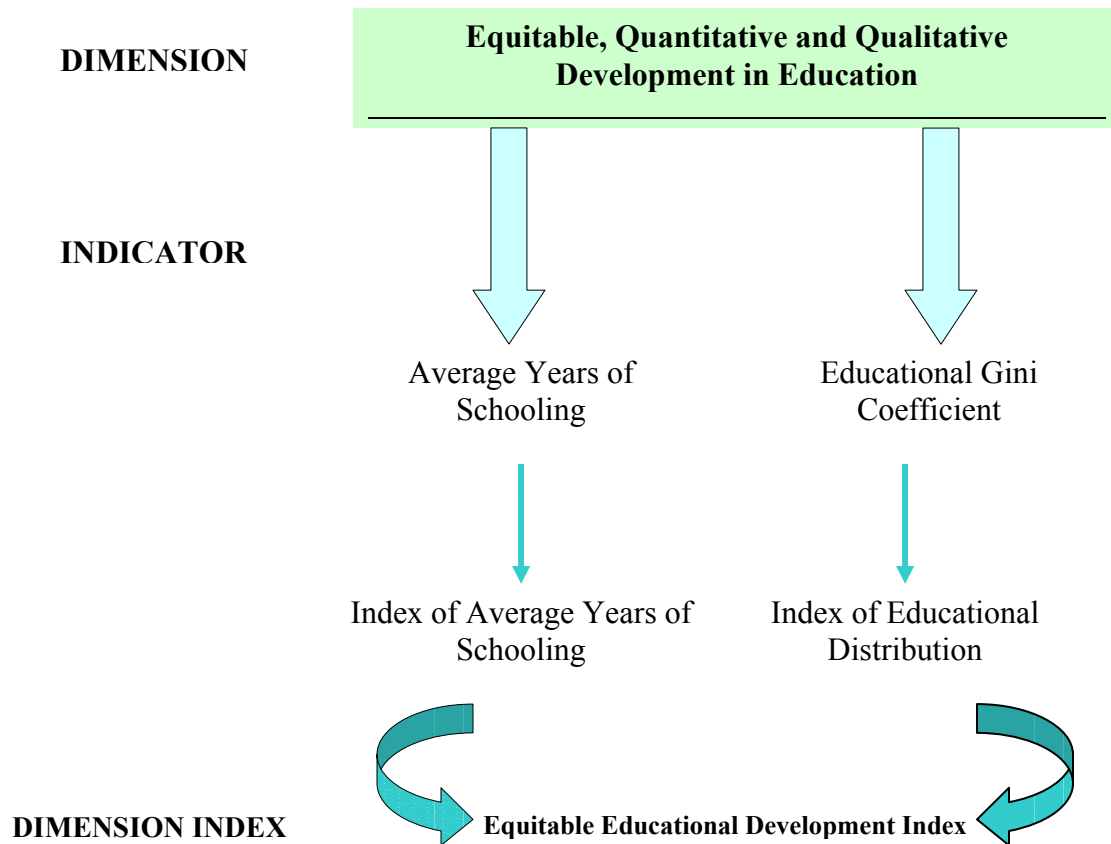 DIMENSION
Equitable, Quantitative and Qualitative
Development in Education
INDICATOR
Average Years of
Schooling
Educational Gini
Coefficient
Index of Average Years of
Schooling
Index of Educational
Distribution
DIMENSION INDEX
Equitable Educational Development Index